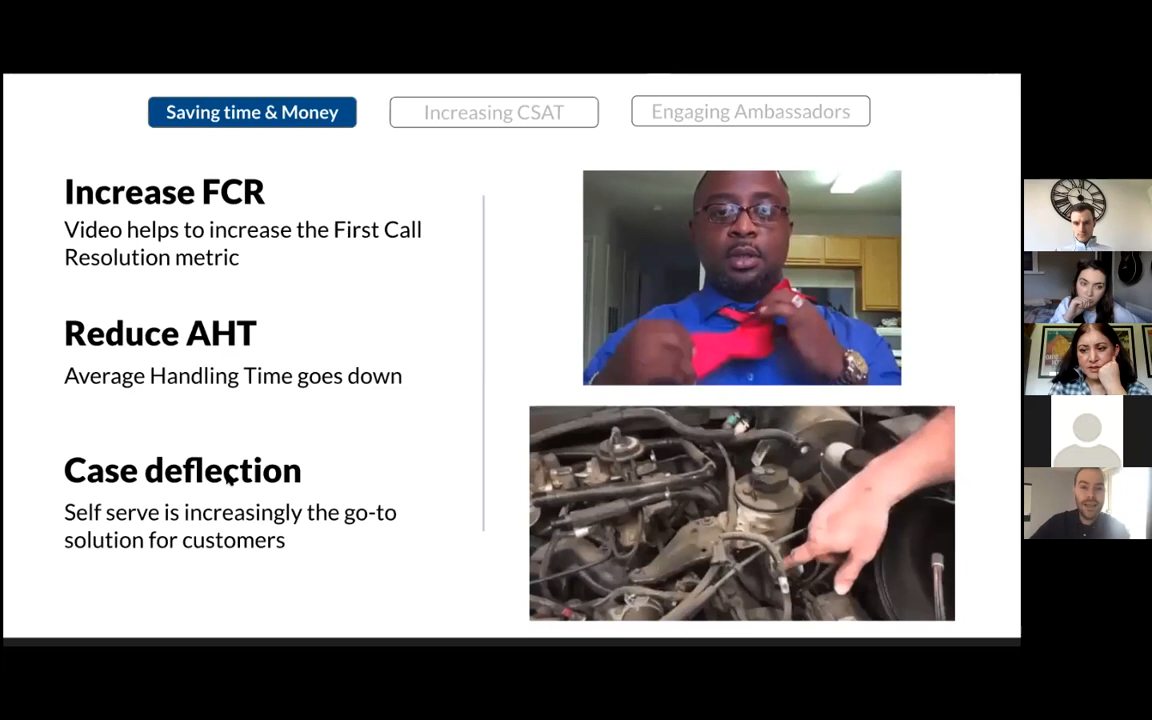 Saving time & Money
Increasing CSAT
Engaging Ambassadors
Increase FCR
Video helps to increase the First Call
Resolution metric
Reduce AHT
Average Handling Time goes down
Case deflection
Self serve is increasingly the go-to
solution for customers